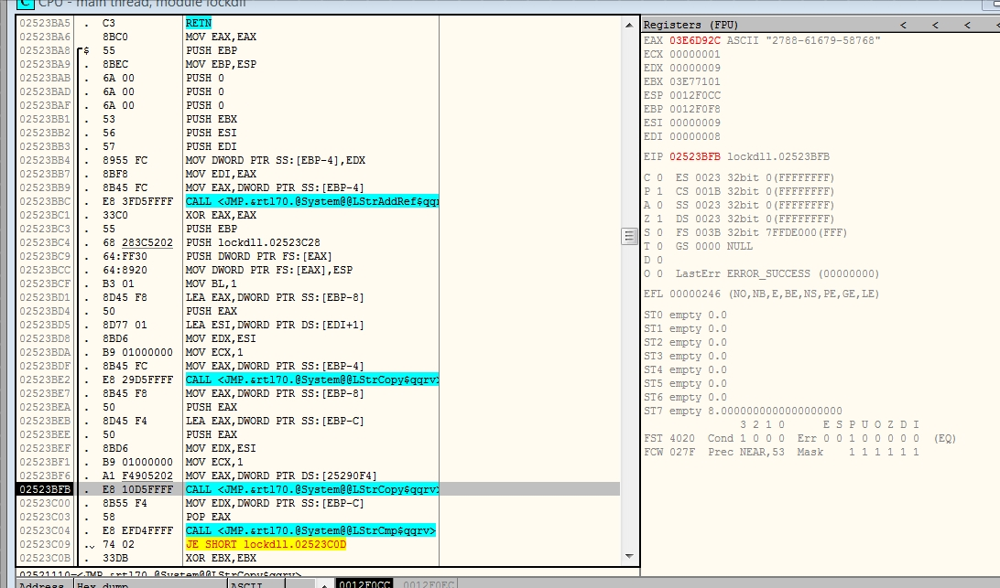 C CPU - main thread, module lockdll
02523BA5 . C3 RETN
02523BA6 8BC0 MOV EAX,EAX
02523BA8 $ 55 PUSH EBP
02523BA9 . 8BEC MOV EBP,ESP
02523BAB . 6A 00 PUSH 0
02523BAD . 6A 00 PUSH 0
02523BAF . 6A 00 PUSH 0
02523BB1 . 53 PUSH EBX
02523BB2 . 56 PUSH ESI
02523BB3 . 57 PUSH EDI
02523BB4 . 8955 FC MOV DWORD PTR SS:[EBP-4],EDX
02523BB7 . 8BF8 MOV EDI,EAX
02523BB9 . 8B45 FC MOV EAX,DWORD PTR SS:[EBP-4]
02523BBC . E8 3FD5FFFF CALL <JMP.&rtl70.@System@@LStrAddRef$qqr
02523BC1 . 33C0 XOR EAX,EAX
02523BC3 . 55 PUSH EBP
02523BC4 . 68 283C5202 PUSH lockdll.02523C28
02523BC9 . 64:FF30 PUSH DWORD PTR FS:[EAX]
02523BCC . 64:8920 MOV DWORD PTR FS:[EAX],ESP
02523BCF . B3 01 MOV BL,1
02523BD1 . 8D45 F8 LEA EAX,DWORD PTR SS:[EBP-8]
02523BD4 . 50 PUSH EAX
02523BD5 . 8D77 01 LEA ESI,DWORD PTR DS:[EDI+1]
02523BD8 . 8BD6 MOV EDX,ESI
02523BDA . B9 01000000 MOV ECX,1
02523BDF . 8B45 FC MOV EAX,DWORD PTR SS:[EBP-4]
02523BE2 . E8 29D5FFFF CALL <JMP.&rtl70.@System@@LStrCopy$qqrv>
02523BE7 . 8B45 F8 MOV EAX,DWORD PTR SS:[EBP-8]
02523BEA . 50 PUSH EAX
02523BEB . 8D45 F4 LEA EAX,DWORD PTR SS:[EBP-C]
02523BEE . 50 PUSH EAX
02523BEF . 8BD6 MOV EDX,ESI
02523BF1 . B9 01000000 MOV ECX,1
02523BF6 . A1 F4905202 MOV EAX,DWORD PTR DS:[25290F4]
02523BFB . E8 10D5FFFF CALL <JMP.&rtl70.@System@@LStrCopy$qqrv>
02523C00 . 8B55 F4 MOV EDX,DWORD PTR SS:[EBP-C]
02523C03 . 58 POP EAX
02523C04 . E8 EFD4FFFF CALL <JMP.&rtl70.@System@@LStrCmp$qqrv>
02523C09 . 74 02 JE SHORT lockdll.02523C0D
02523C0B . 33DB XOR EBX,EBX
02521110=<JMP.&rtl70.@System@@LStrCopy$qqrv>
Address Hex dump ASCII 0012F0CC 0012F0EC
Registers (FPU) < < < <
EAX 03E6D92C ASCII "2788-61679-58768"
ECX 00000001
EDX 00000009
EBX 03E77101
ESP 0012F0CC
EBP 0012F0F8
ESI 00000009
EDI 00000008
EIP 02523BFB lockdll.02523BFB
C 0 ES 0023 32bit 0(FFFFFFFF)
P 1 CS 001B 32bit 0(FFFFFFFF)
A 0 SS 0023 32bit 0(FFFFFFFF)
Z 1 DS 0023 32bit 0(FFFFFFFF)
S 0 FS 003B 32bit 7FFDE000(FFF)
T 0 GS 0000 NULL
D 0
O 0 LastErr ERROR_SUCCESS (00000000)
EFL 00000246 (NO,NB,E,BE,NS,PE,GE,LE)
ST0 empty 0.0
ST1 empty 0.0
ST2 empty 0.0
ST3 empty 0.0
ST4 empty 0.0
ST5 empty 0.0
ST6 empty 0.0
ST7 empty 8.0000000000000000000
3 2 1 0 E S P U O Z D I
FST 4020 Cond 1 0 0 0 Err 0 0 1 0 0 0 0 0 (EQ)
FCW 027F Prec NEAR,53 Mask 1 1 1 1 1 1